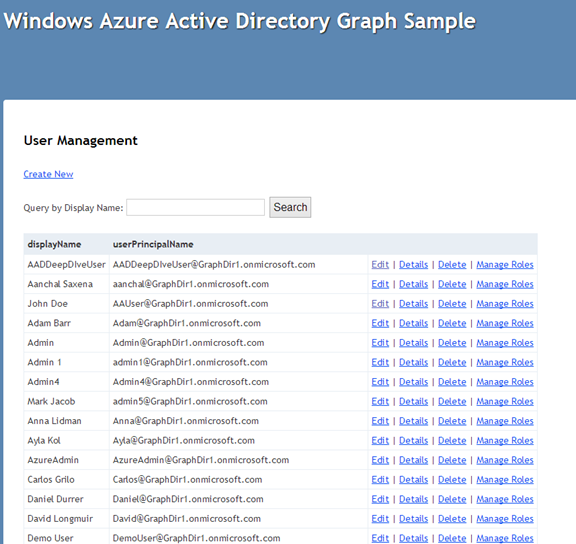 Windows Azure Active Directory Graph Sample
User Management
Create New
Query by Display Name: Search
displayName userPrincipalName
AADDeepDiveUser AADDeepDiveUser@GraphDir1.onmicrosoft.com Edit | Details | Delete | Manage Roles
Aanchal Saxena aanchal@GraphDir1.onmicrosoft.com Edit | Details | Delete | Manage Roles
John Doe AAUser@GraphDir1.onmicrosoft.com Edit | Details | Delete | Manage Roles
Adam Barr Adam@GraphDir1.onmicrosoft.com Edit | Details | Delete | Manage Roles
Admin Admin@GraphDir1.onmicrosoft.com Edit | Details | Delete | Manage Roles
Admin 1 admin1@GraphDir1.onmicrosoft.com Edit | Details | Delete | Manage Roles
Admin4 Admin4@GraphDir1.onmicrosoft.com Edit | Details | Delete | Manage Roles
Mark Jacob admin5@GraphDir1.onmicrosoft.com Edit | Details | Delete | Manage Roles
Anna Lidman Anna@GraphDir1.onmicrosoft.com Edit | Details | Delete | Manage Roles
Ayla Kol Ayla@GraphDir1.onmicrosoft.com Edit | Details | Delete | Manage Roles
AzureAdmin AzureAdmin@GraphDir1.onmicrosoft.com Edit | Details | Delete | Manage Roles
Carlos Grilo Carlos@GraphDir1.onmicrosoft.com Edit | Details | Delete | Manage Roles
Daniel Durrer Daniel@GraphDir1.onmicrosoft.com Edit | Details | Delete | Manage Roles
David Longmuir David@GraphDir1.onmicrosoft.com Edit | Details | Delete | Manage Roles
Demo User DemoUser@GraphDir1.onmicrosoft.com Edit | Details | Delete | Manage Roles